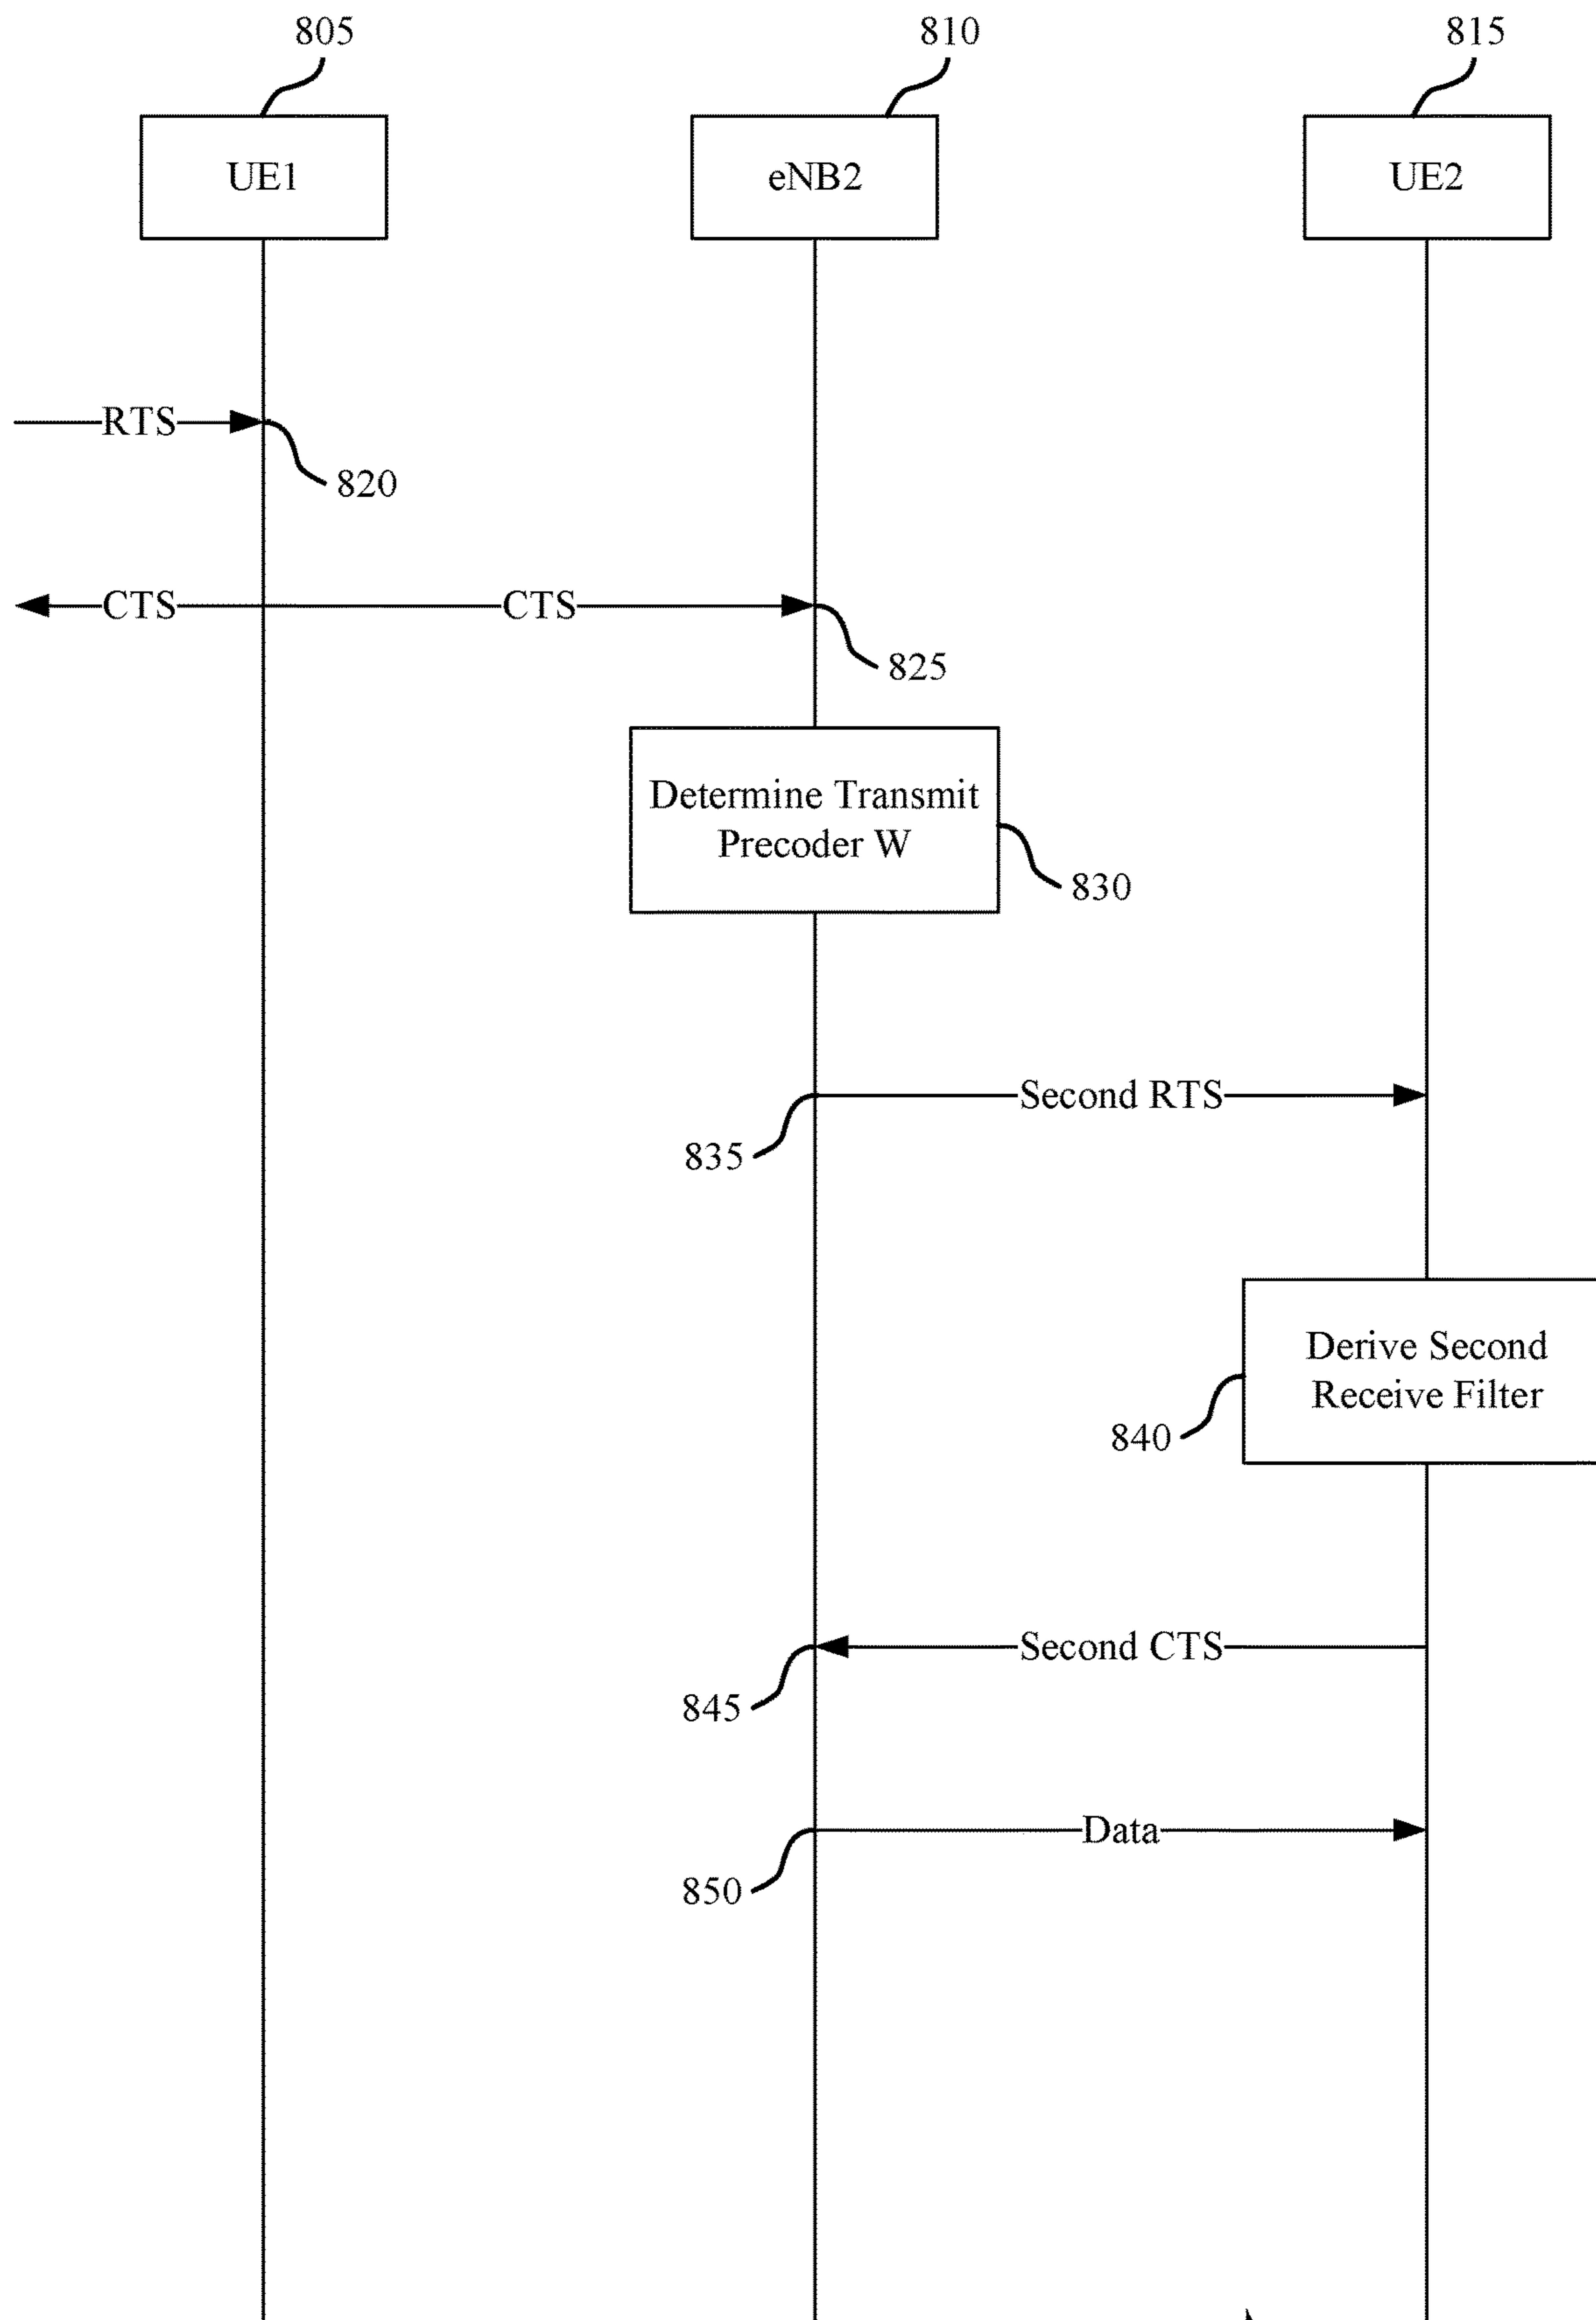 805
810
815
UE1
eNB2
UE2
RTS
820
CTS
CTS
825
Determine Transmit
Precoder W
830
Second RTS
835
Derive Second
Receive Filter
840
Second CTS
845
Data
850